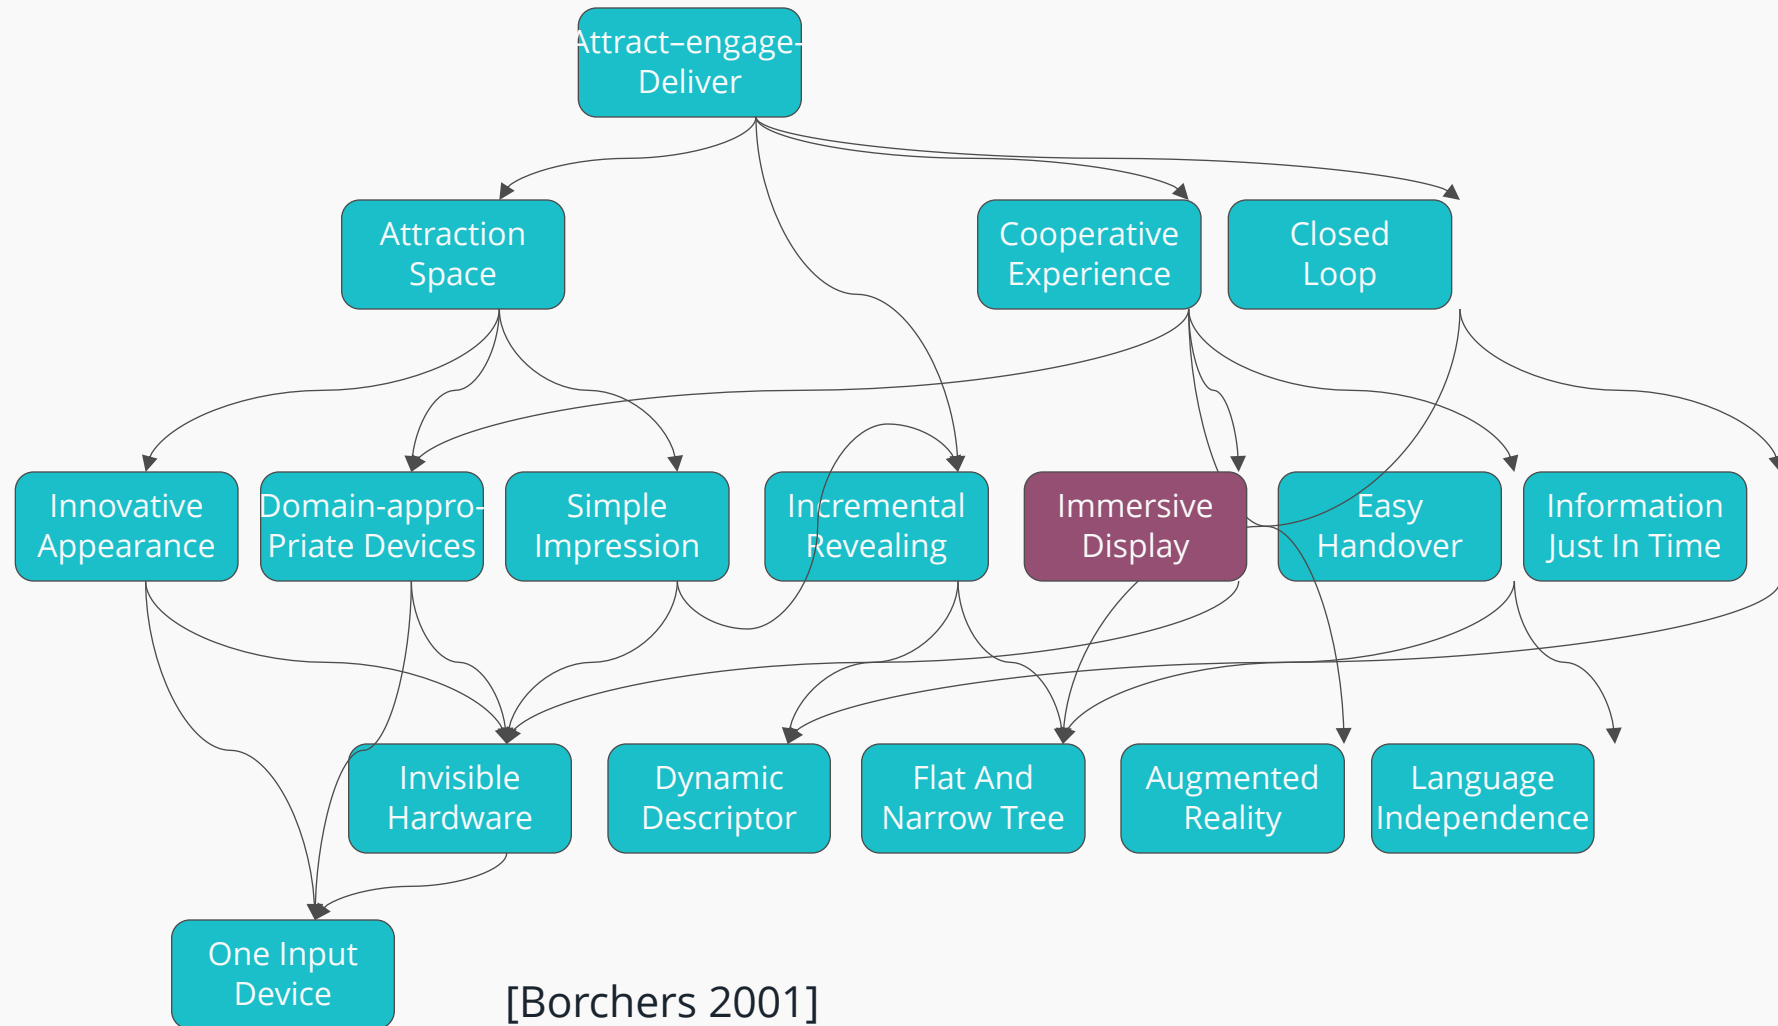 Attract–engage–
Deliver
Attraction
Space
Cooperative
Experience
Closed
Loop
Innovative
Appearance
Domain-appro-
Priate Devices
Simple
Impression
Incremental
Revealing
Immersive
Display
Easy
Handover
Information
Just In Time
Invisible
Hardware
Dynamic
Descriptor
Flat And
Narrow Tree
Augmented
Reality
Language
Independence
One Input
Device
[Borchers 2001]